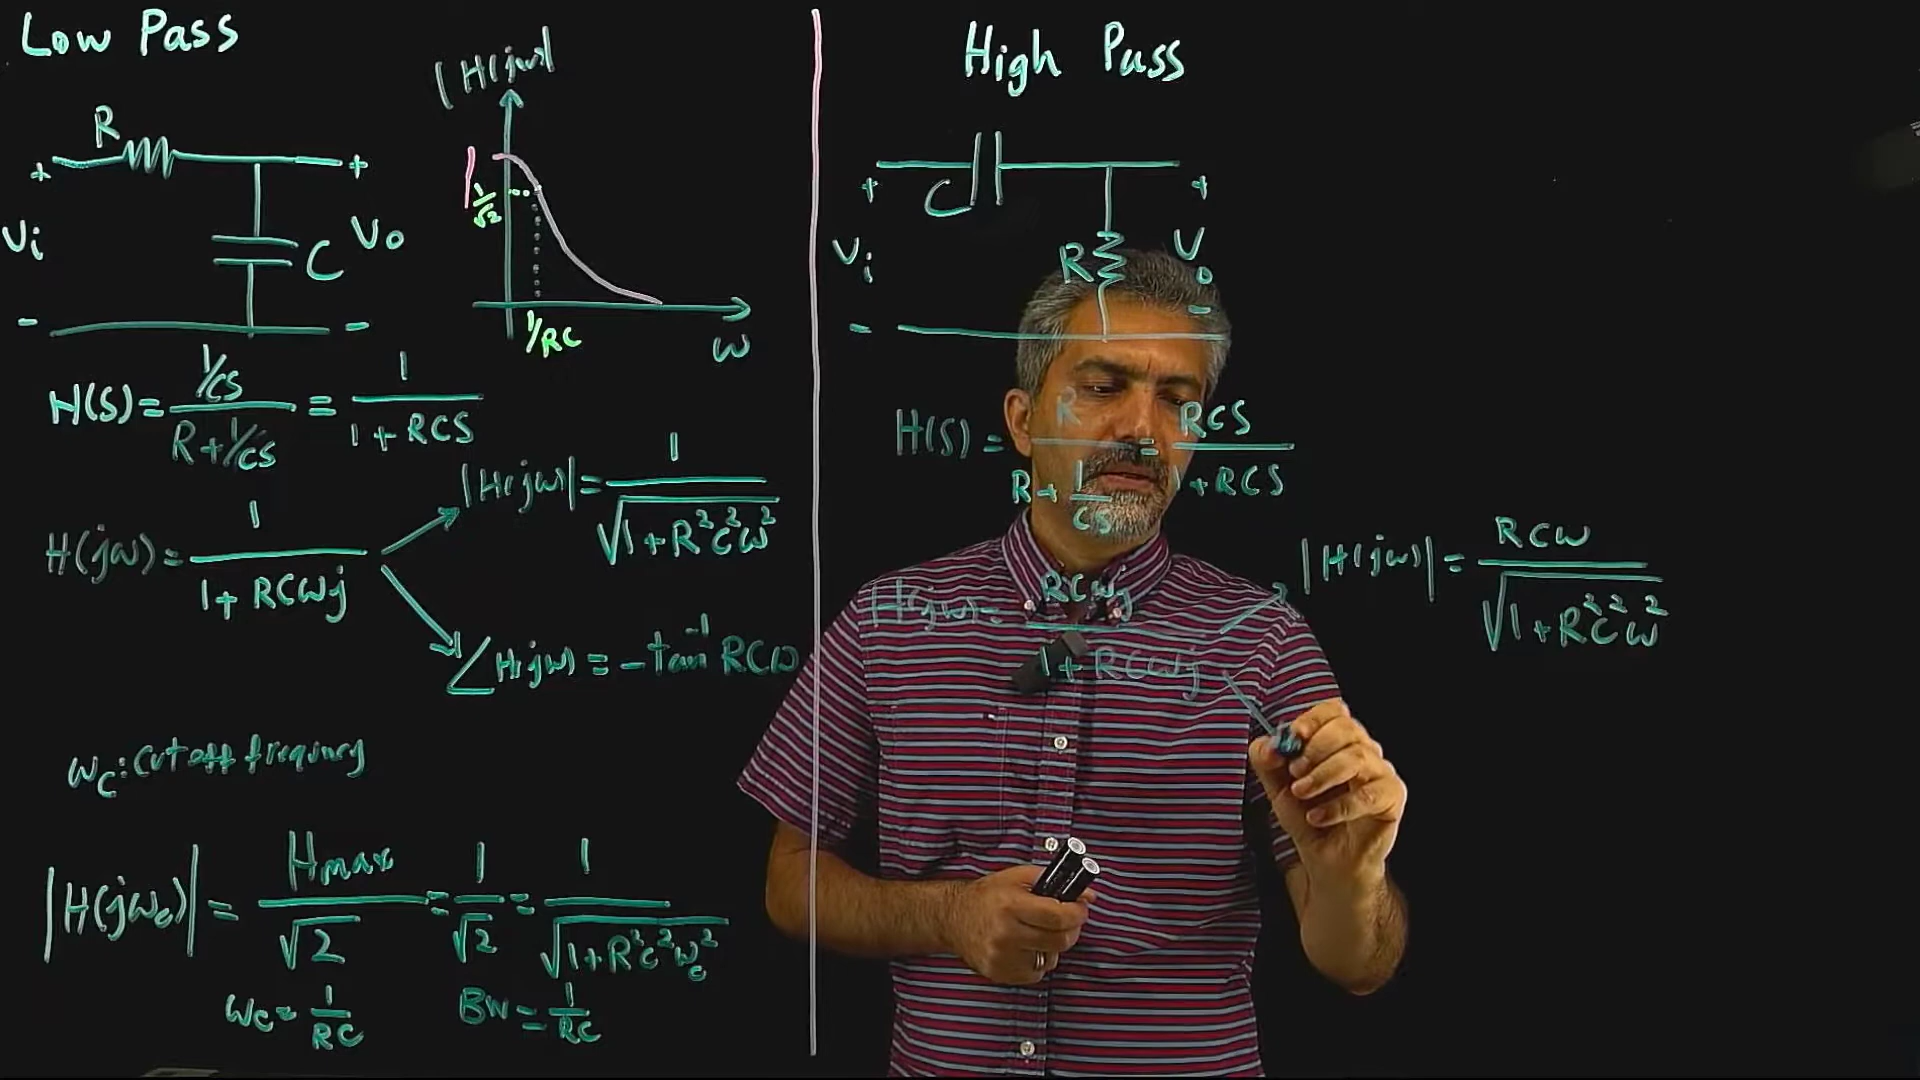 Low Pass
|H(jω)|
R
+ +
1
1/√2
Vi
C
Vo
- -
1/RC
ω
H(S) = (1/CS)/(R + 1/CS) = 1/(1 + RCS)
H(jω) = 1/(1 + RCωj)
|H(jω)| = 1/√(1 + R²C²ω²)
∠H(jω) = -tan⁻¹ RCω
ωc: Cutoff frequency
|H(jωc)| = Hmax/√2 = 1/√2 = 1/√(1 + R²C²ωc²)
ωc = 1/RC BW = 1/RC
High Pass
+ C +
Vi
R
Vo
- -
H(S) = R/(R + 1/CS) = RCS/(1 + RCS)
H(jω) = RCωj/(1 + RCωj)
|H(jω)| = RCω/√(1 + R²C²ω²)